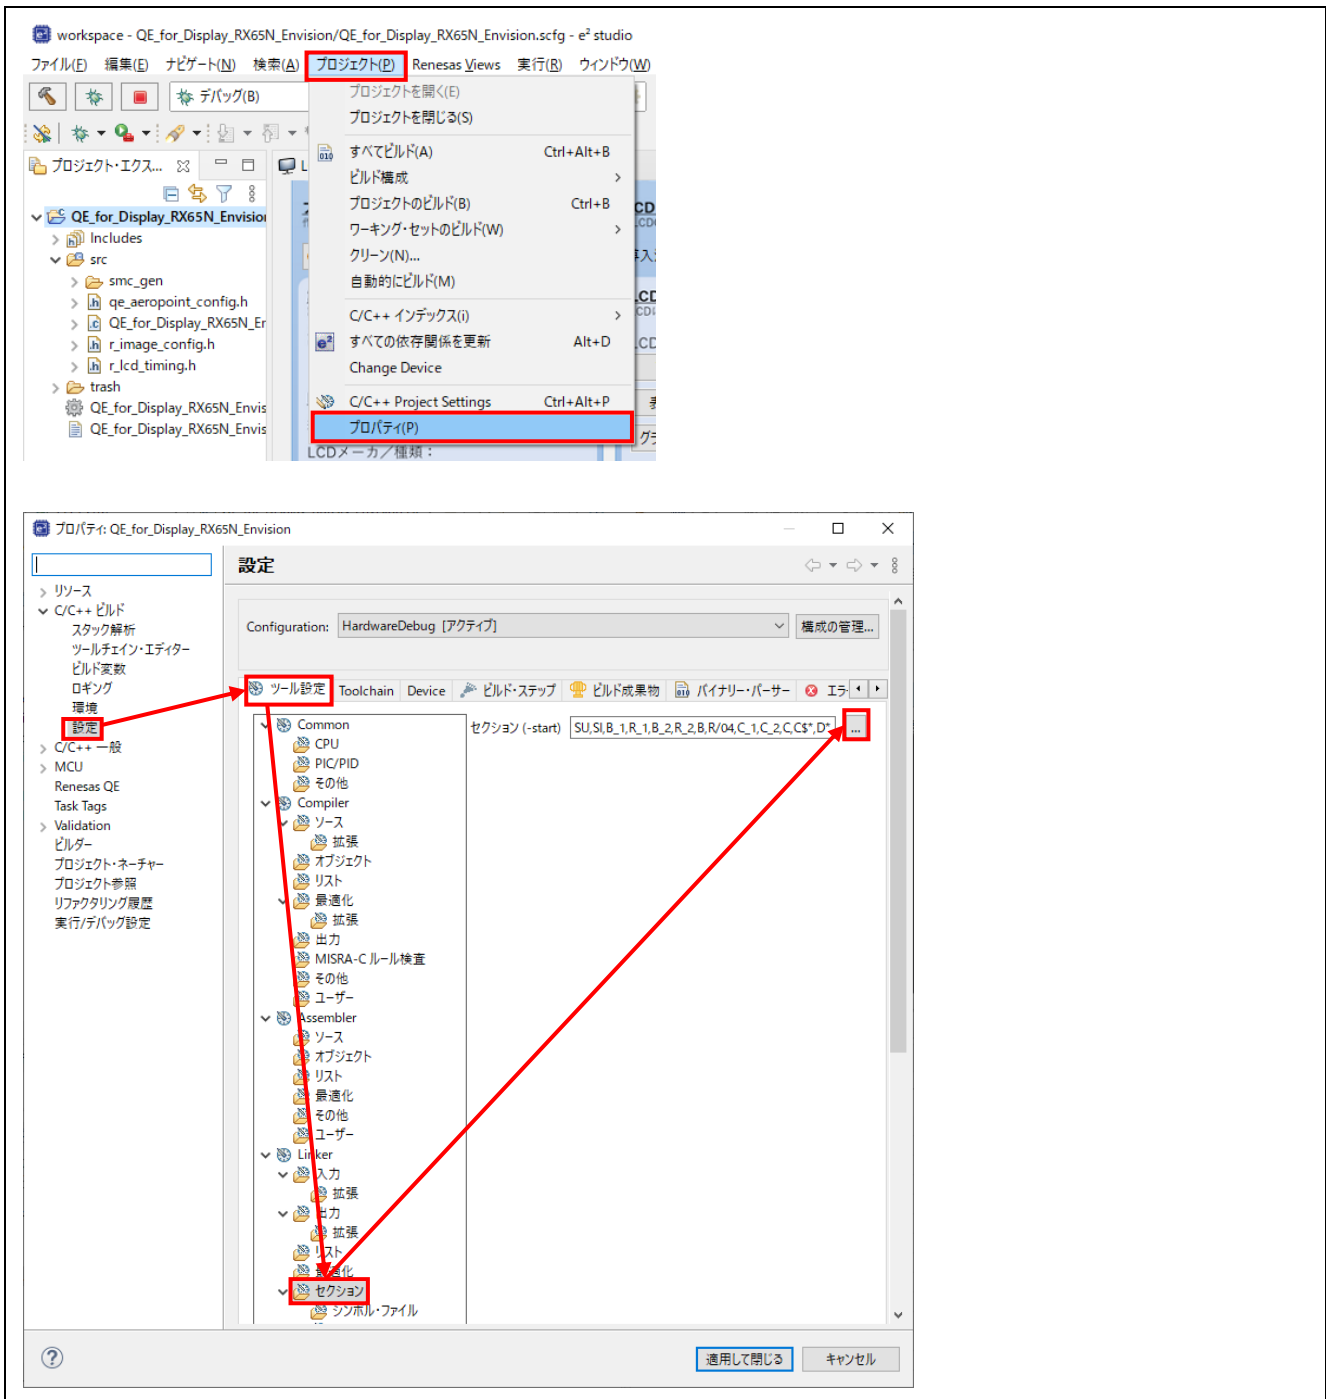 workspace - QE_for_Display_RX65N_Envision/QE_for_Display_RX65N_Envision.scfg - e² studio
ファイル(F) 編集(E) ナビゲート(N) 検索(A) プロジェクト(P) Renesas Views 実行(R) ウィンドウ(W)
デバッグ(B)
プロジェクトを開く(E)
プロジェクトを閉じる(S)
すべてビルド(A) Ctrl+Alt+B
ビルド構成
プロジェクトのビルド(B) Ctrl+B
ワーキング・セットのビルド(W)
クリーン(N)...
自動的にビルド(M)
C/C++ インデックス(i)
すべての依存関係を更新 Alt+D
Change Device
C/C++ Project Settings Ctrl+Alt+P
プロパティ(P)
LCDメーカ/種類：
プロジェクト・エクス...
QE_for_Display_RX65N_Envision
Includes
src
smc_gen
qe_aeropoint_config.h
QE_for_Display_RX65N_Er
r_image_config.h
r_lcd_timing.h
trash
QE_for_Display_RX65N_Envis
QE_for_Display_RX65N_Envis
プロパティ: QE_for_Display_RX65N_Envision
設定
リソース
C/C++ ビルド
スタック解析
ツールチェイン・エディター
ビルド変数
ロギング
環境
設定
C/C++ 一般
MCU
Renesas QE
Task Tags
Validation
ビルダー
プロジェクト・ネーチャー
プロジェクト参照
リファクタリング履歴
実行/デバッグ設定
Configuration: HardwareDebug [アクティブ] 構成の管理...
ツール設定 Toolchain Device ビルド・ステップ ビルド成果物 バイナリー・パーサー エラ
セクション (-start) SU,SI,B_1,R_1,B_2,R_2,B,R/04,C_1,C_2,C,C$*,D*, ...
Common
CPU
PIC/PID
その他
Compiler
ソース
拡張
オブジェクト
リスト
最適化
拡張
出力
MISRA-C ルール検査
その他
ユーザー
Assembler
ソース
オブジェクト
リスト
最適化
その他
ユーザー
Linker
入力
拡張
出力
拡張
リスト
最適化
セクション
シンボル・ファイル
適用して閉じる キャンセル